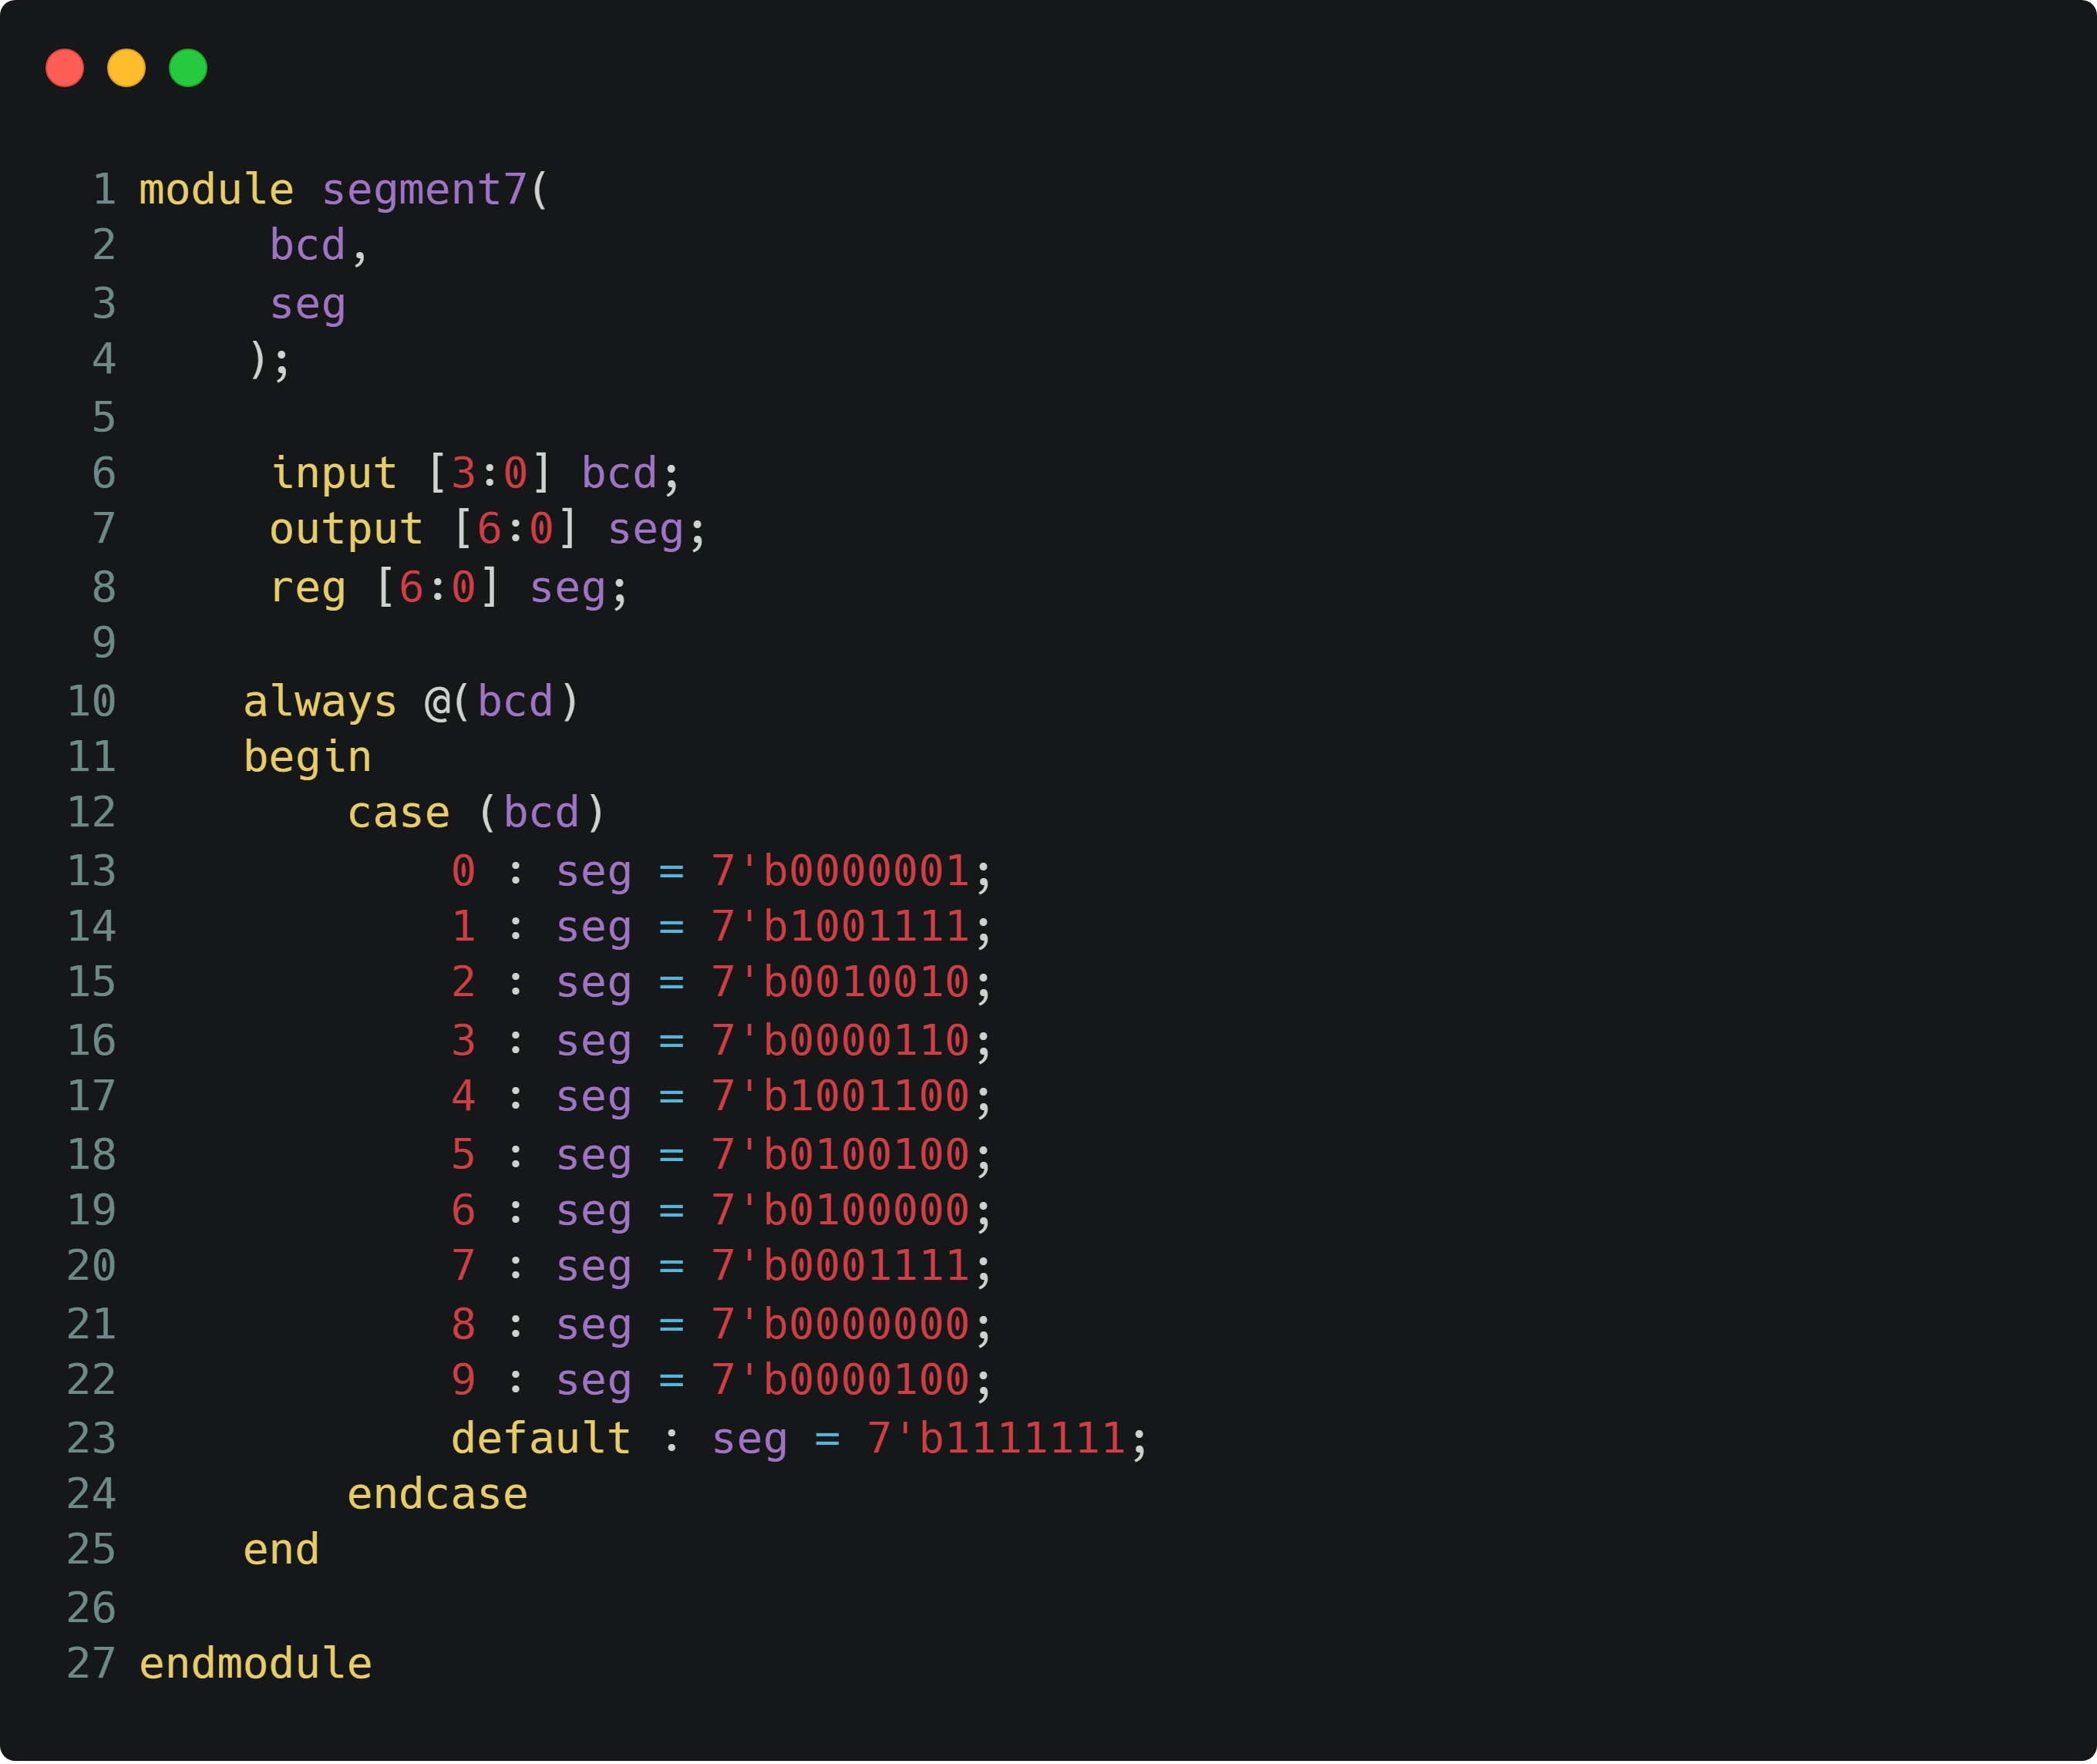 1 module segment7(
2      bcd,
3      seg
4     );
5
6      input [3:0] bcd;
7      output [6:0] seg;
8      reg [6:0] seg;
9
10     always @(bcd)
11     begin
12         case (bcd)
13             0 : seg = 7'b0000001;
14             1 : seg = 7'b1001111;
15             2 : seg = 7'b0010010;
16             3 : seg = 7'b0000110;
17             4 : seg = 7'b1001100;
18             5 : seg = 7'b0100100;
19             6 : seg = 7'b0100000;
20             7 : seg = 7'b0001111;
21             8 : seg = 7'b0000000;
22             9 : seg = 7'b0000100;
23             default : seg = 7'b1111111;
24         endcase
25     end
26
27 endmodule